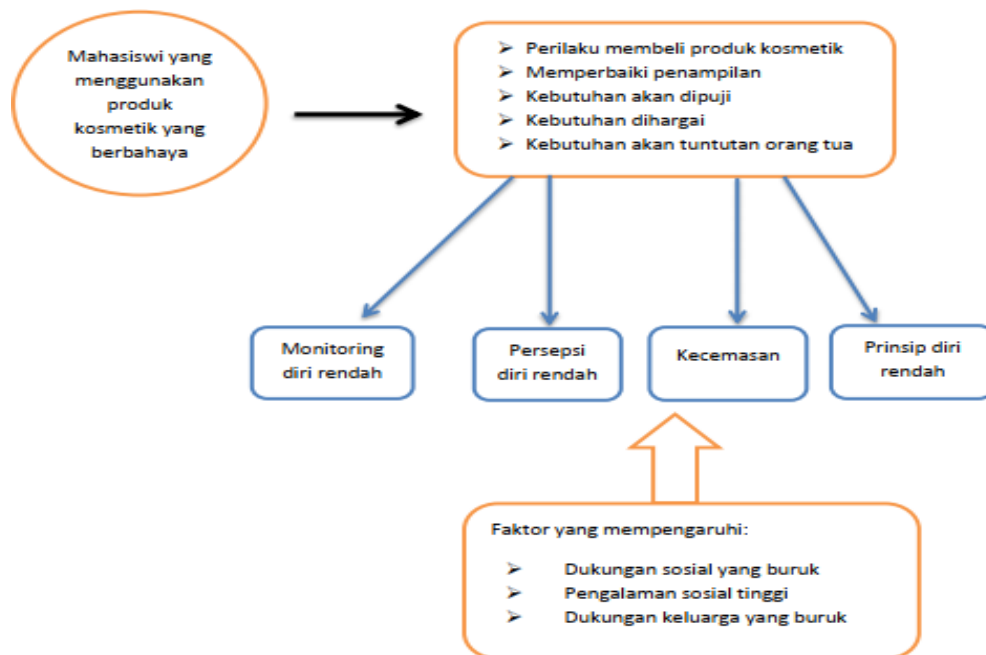 Mahasiswi yang
menggunakan
produk
kosmetik yang
berbahaya
➢ Perilaku membeli produk kosmetik
➢ Memperbaiki penampilan
➢ Kebutuhan akan dipuji
➢ Kebutuhan dihargai
➢ Kebutuhan akan tuntutan orang tua
Monitoring
diri rendah
Persepsi
diri rendah
Kecemasan
Prinsip diri
rendah
Faktor yang mempengaruhi:
➢ Dukungan sosial yang buruk
➢ Pengalaman sosial tinggi
➢ Dukungan keluarga yang buruk